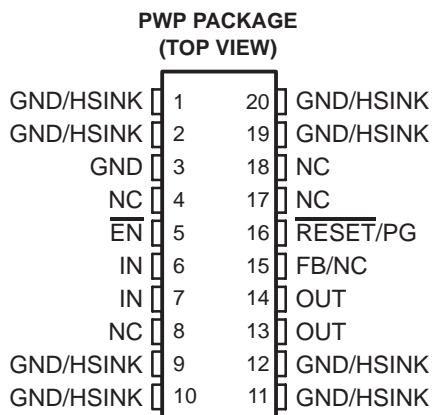 PWP PACKAGE
(TOP VIEW)
GND/HSINK 1 20 GND/HSINK
GND/HSINK 2 19 GND/HSINK
GND 3 18 NC
NC 4 17 NC
EN 5 16 RESET/PG
IN 6 15 FB/NC
IN 7 14 OUT
NC 8 13 OUT
GND/HSINK 9 12 GND/HSINK
GND/HSINK 10 11 GND/HSINK